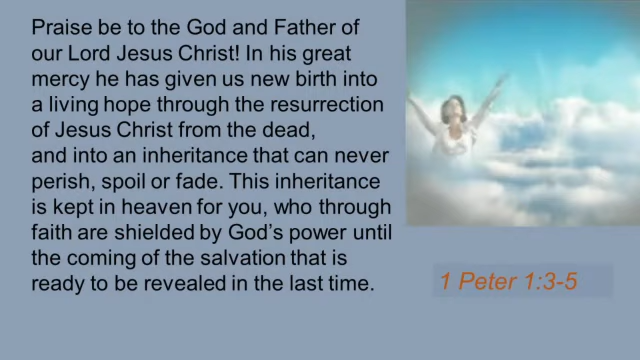 Praise be to the God and Father of
our Lord Jesus Christ! In his great
mercy he has given us new birth into
a living hope through the resurrection
of Jesus Christ from the dead,
and into an inheritance that can never
perish, spoil or fade. This inheritance
is kept in heaven for you, who through
faith are shielded by God’s power until
the coming of the salvation that is
ready to be revealed in the last time.
1 Peter 1:3-5